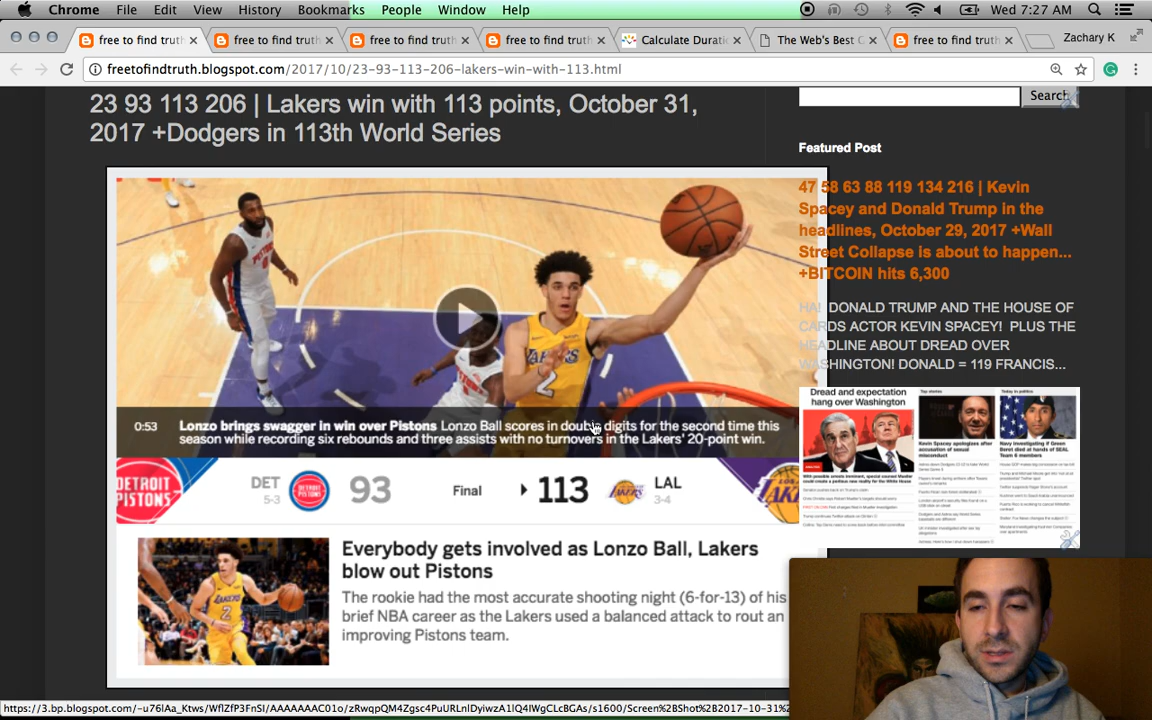 Chrome File Edit View History Bookmarks People Window Help Wed 7:27 AM
free to find truth × free to find truth × free to find truth × free to find truth × Calculate Durati × The Web's Best G × free to find truth × Zachary K
freetofindtruth.blogspot.com/2017/10/23-93-113-206-lakers-win-with-113.html
23 93 113 206 | Lakers win with 113 points, October 31,
2017 +Dodgers in 113th World Series
0:53 Lonzo brings swagger in win over Pistons Lonzo Ball scores in double digits for the second time this
season while recording six rebounds and three assists with no turnovers in the Lakers' 20-point win.
DETROIT
PISTONS
DET
5-3
93
Final
113
LAL
3-4
Everybody gets involved as Lonzo Ball, Lakers
blow out Pistons
The rookie had the most accurate shooting night (6-for-13) of his
brief NBA career as the Lakers used a balanced attack to rout an
improving Pistons team.
Search
Featured Post
47 58 63 88 119 134 216 | Kevin
Spacey and Donald Trump in the
headlines, October 29, 2017 +Wall
Street Collapse is about to happen...
+BITCOIN hits 6,300
HA! DONALD TRUMP AND THE HOUSE OF
CARDS ACTOR KEVIN SPACEY! PLUS THE
HEADLINE ABOUT DREAD OVER
WASHINGTON! DONALD = 119 FRANCIS...
Dread and expectation
hang over Washington
Kevin Spacey apologizes after
accusation of sexual
misconduct